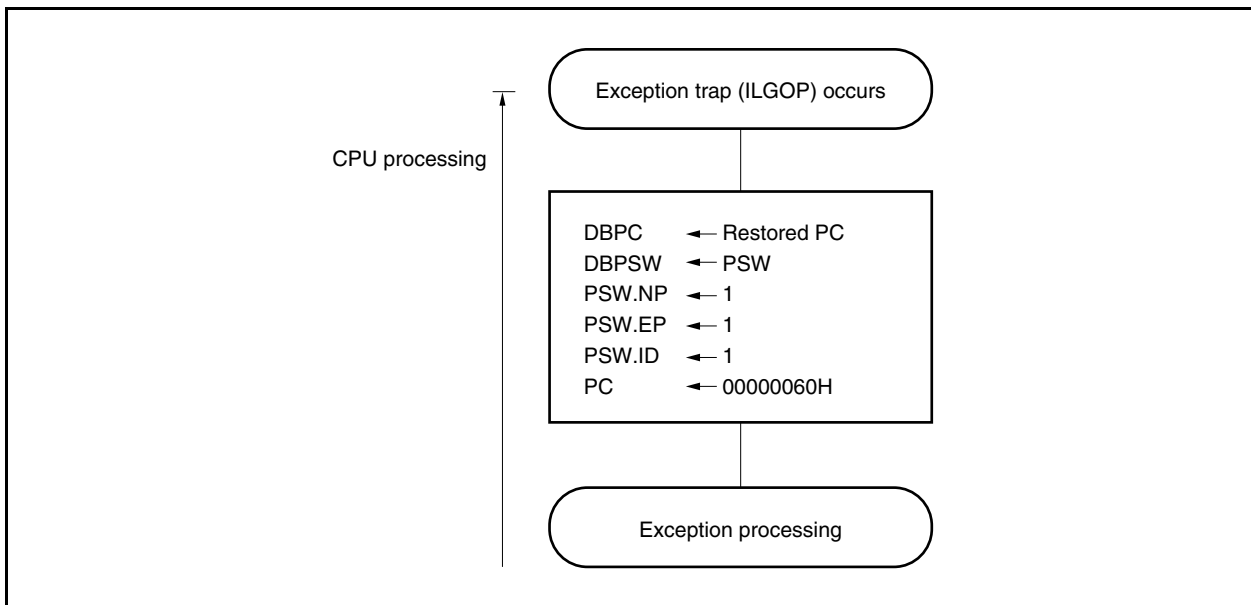 Exception trap (ILGOP) occurs
CPU processing
DBPC ← Restored PC
DBPSW ← PSW
PSW.NP ← 1
PSW.EP ← 1
PSW.ID ← 1
PC ← 00000060H
Exception processing